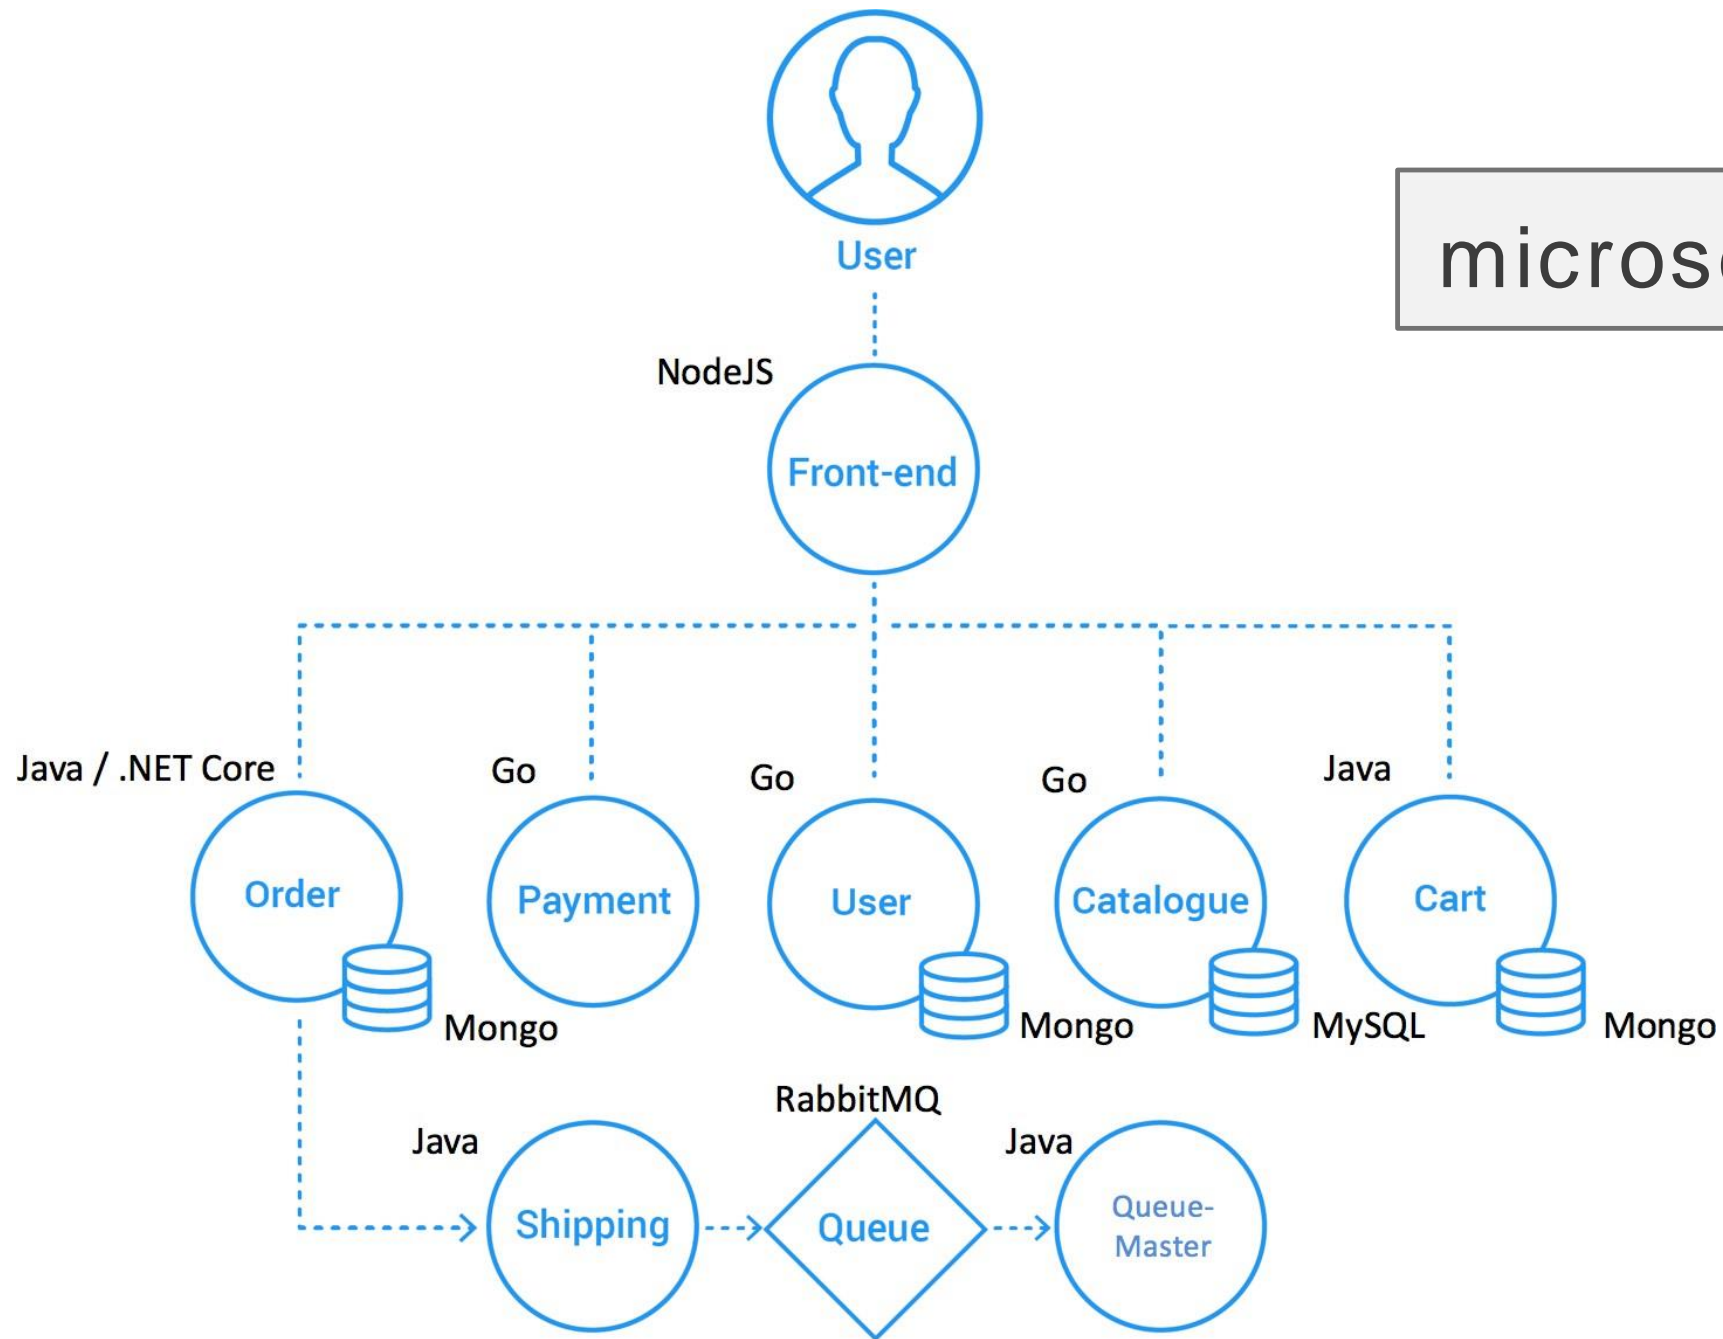 User
micros
NodeJS
Front-end
Java / .NET Core
Go
Go
Go
Java
Order
Payment
User
Catalogue
Cart
Mongo
Mongo
MySQL
Mongo
RabbitMQ
Java
Java
Shipping
Queue
Queue-
Master